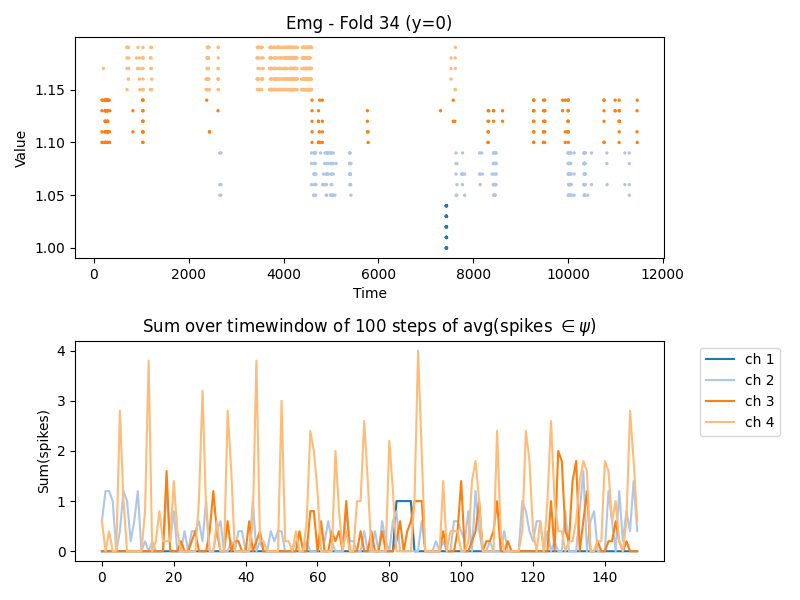 Emg - Fold 34 (y=0)
Value
1.15
1.10
1.05
1.00
0 2000 4000 6000 8000 10000 12000
Time
Sum over timewindow of 100 steps of avg(spikes ∈ ψ)
Sum(spikes)
4
3
2
1
0
0 20 40 60 80 100 120 140
ch 1
ch 2
ch 3
ch 4